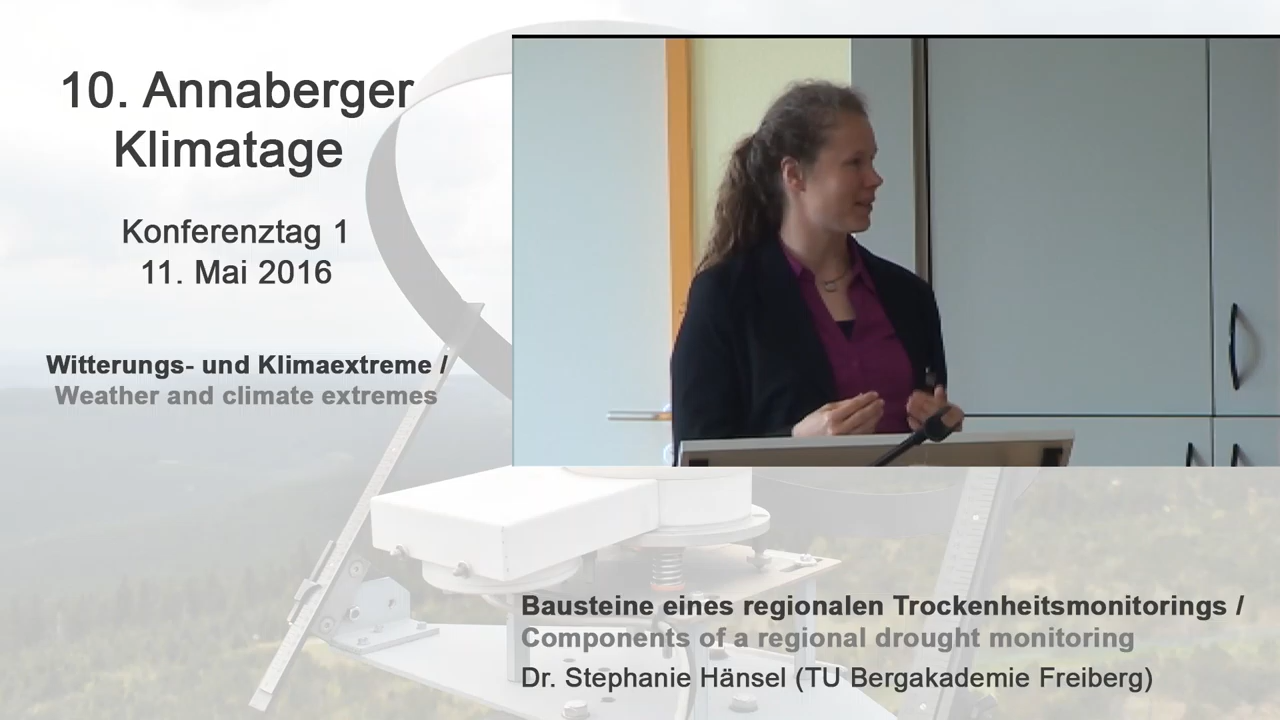 10. Annaberger
Klimatage
Konferenztag 1
11. Mai 2016
Witterungs- und Klimaextreme /
Weather and climate extremes
Bausteine eines regionalen Trockenheitsmonitorings /
Components of a regional drought monitoring
Dr. Stephanie Hänsel (TU Bergakademie Freiberg)